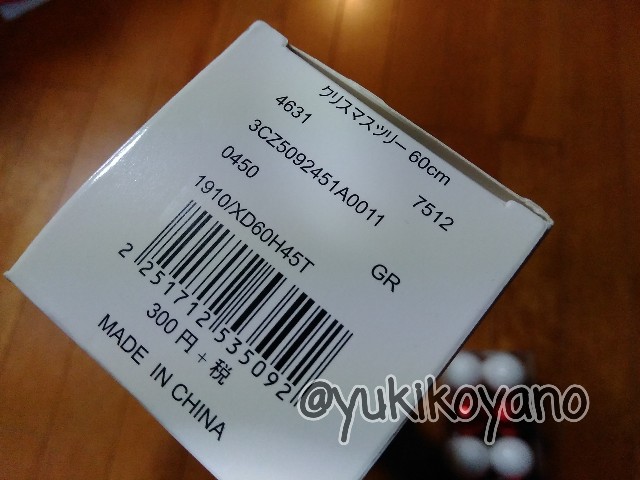 クリスマスツリー 60cm
4631 7512
3CZ5092451A0011
0450 GR
1910/XD60H45T
2 251712 535092
300円+税
MADE IN CHINA
@yukikoyano